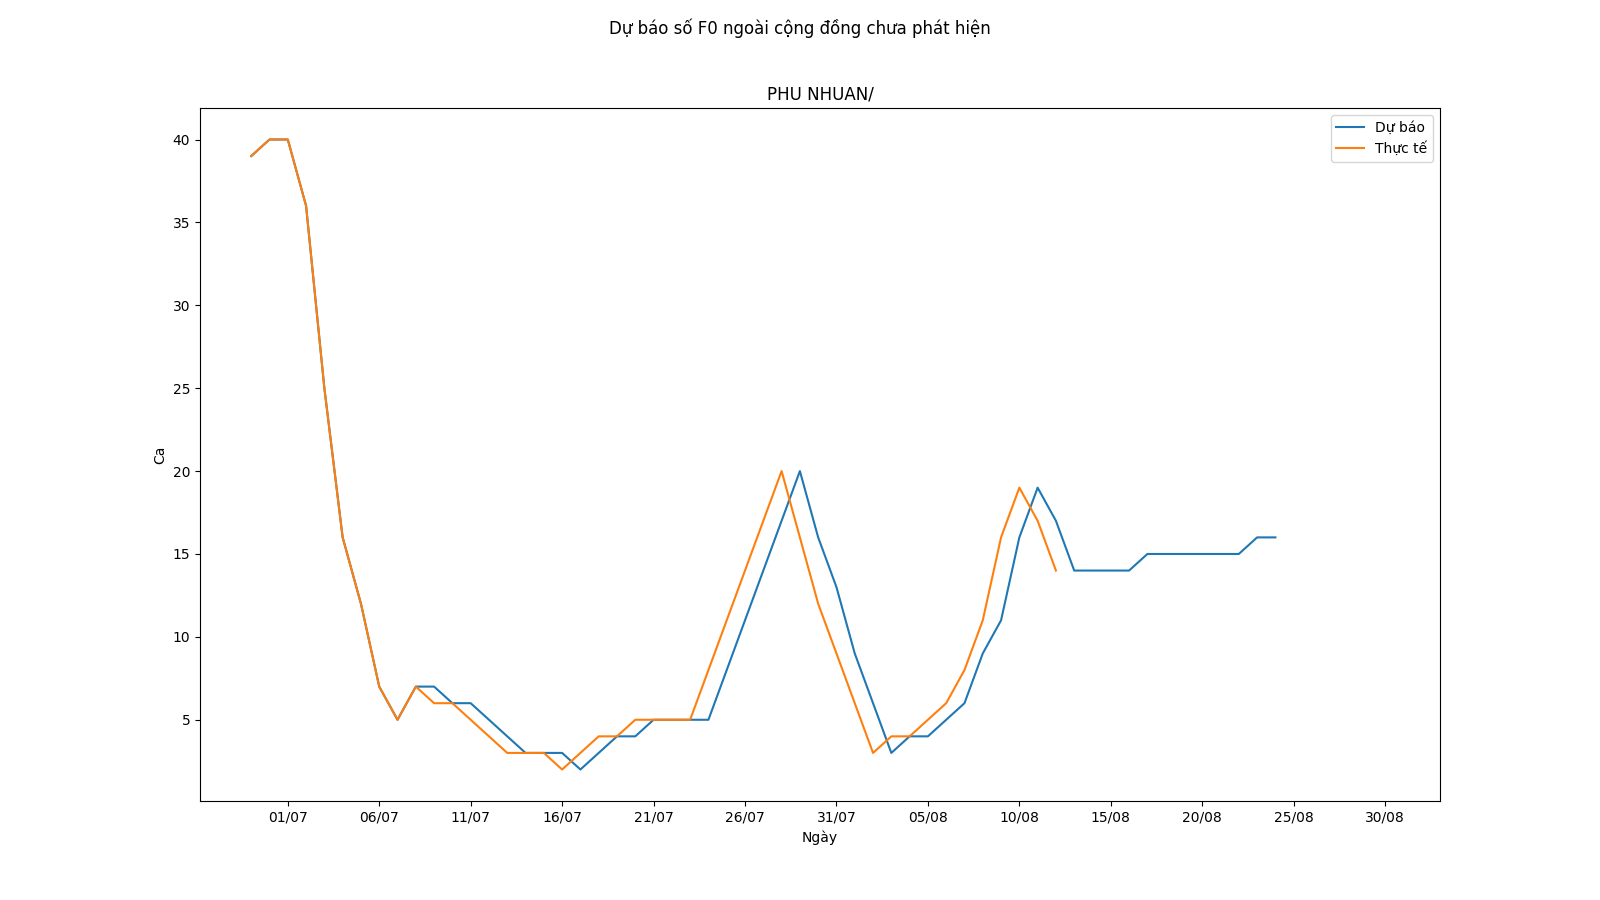 Dự báo số F0 ngoài cộng đồng chưa phát hiện
PHU NHUAN/
Dự báo
Thực tế
40
35
30
25
20
15
10
5
Ca
01/07 06/07 11/07 16/07 21/07 26/07 31/07 05/08 10/08 15/08 20/08 25/08 30/08
Ngày